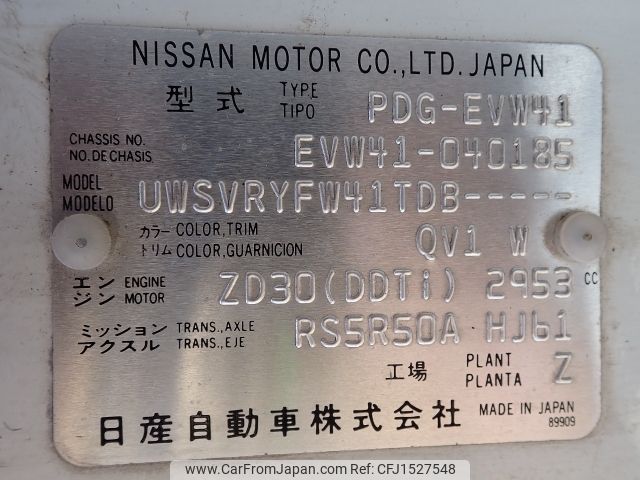 NISSAN MOTOR CO.,LTD. JAPAN
型式 TYPE TIPO PDG-EVW41
CHASSIS NO. NO.DE CHASIS EVW41-040185
MODEL MODELO UWSVRYFW41TDB-----
カラー COLOR,TRIM
トリム COLOR,GUARNICION QV1 W
エンジン ENGINE MOTOR ZD30(DDTi) 2953 CC
ミッション TRANS.,AXLE
アクスル TRANS.,EJE RS5R50A HJ61
工場 PLANT PLANTA Z
日産自動車株式会社 MADE IN JAPAN
89909
www.CarFromJapan.com | © CarFromJapan.com | CFJ1527548